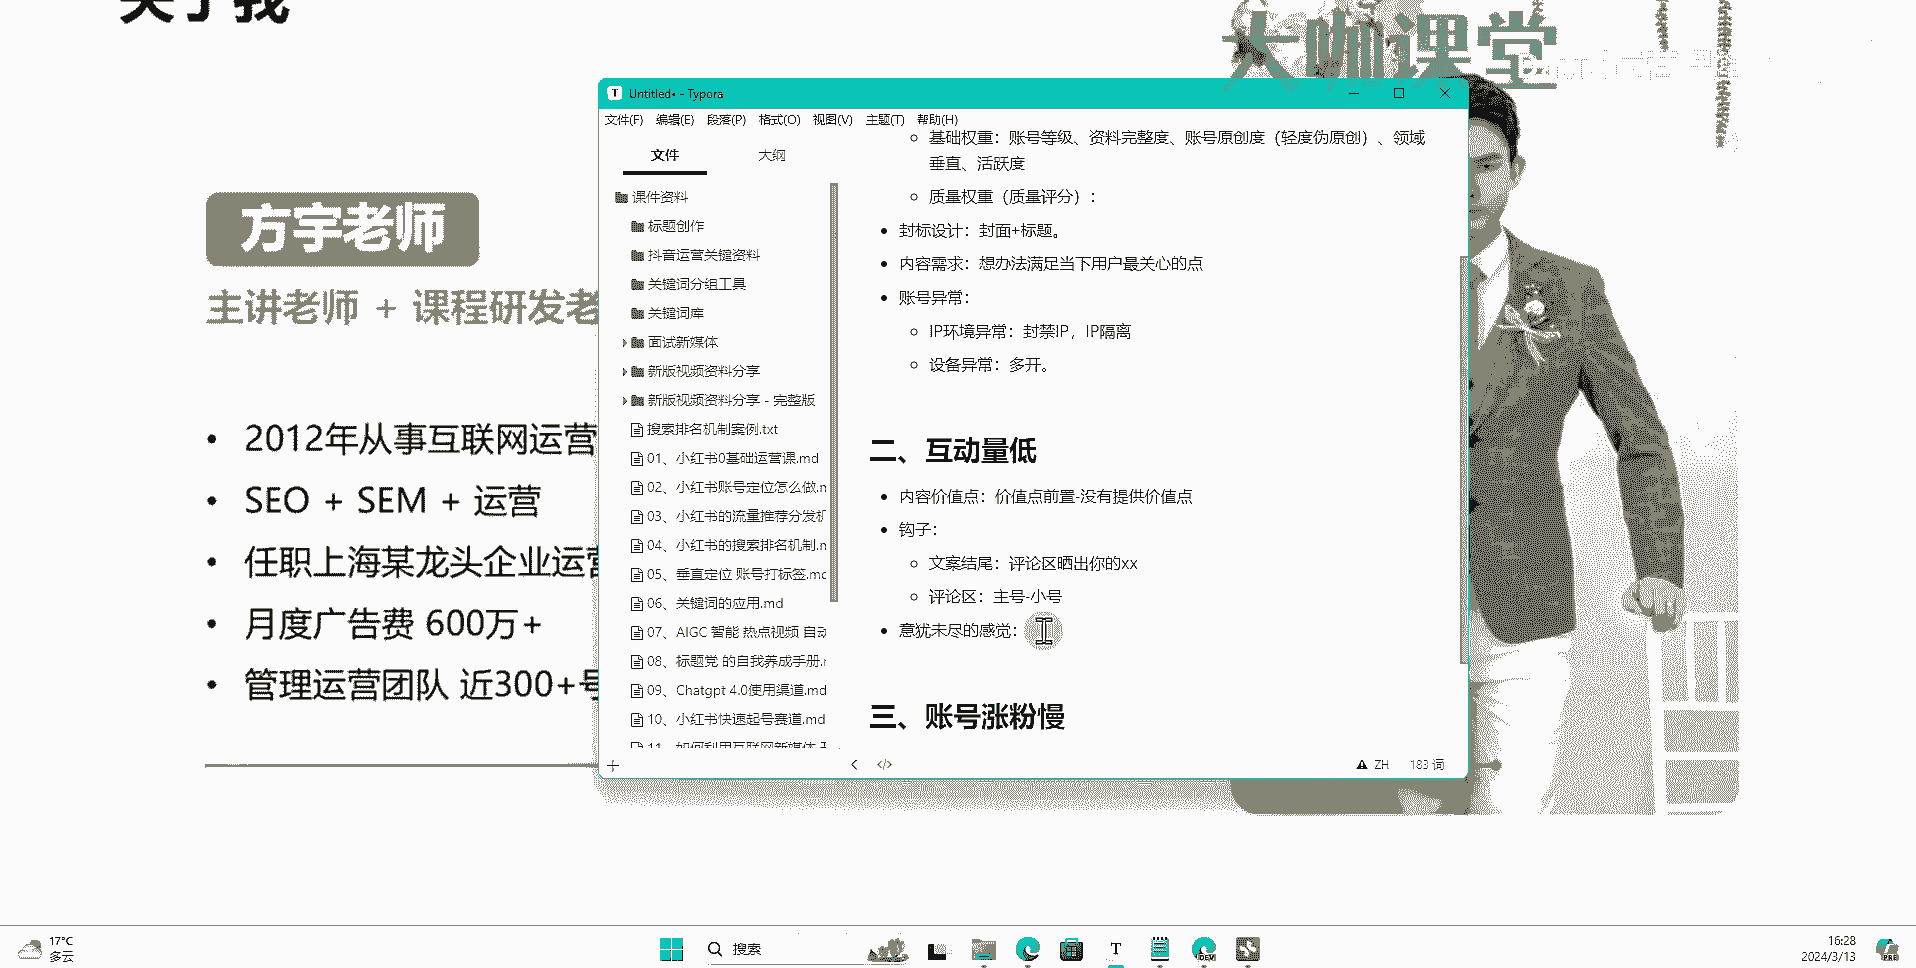 关于我
大咖课堂
方宇老师
主讲老师 + 课程研发老
• 2012年从事互联网运营
• SEO + SEM + 运营
• 任职上海某龙头企业运营
• 月度广告费 600万+
• 管理运营团队 近300+号
Untitled• - Typora
文件(F) 编辑(E) 段落(P) 格式(O) 视图(V) 主题(T) 帮助(H)
文件 大纲
课件资料
标题创作
抖音运营关键资料
关键词分组工具
关键词库
面试新媒体
新版视频资料分享
新版视频资料分享 - 完整版
搜索排名机制案例.txt
01、小红书0基础运营课.md
02、小红书账号定位怎么做.m
03、小红书的流量推荐分发机
04、小红书的搜索排名机制.m
05、垂直定位 账号打标签.md
06、关键词的应用.md
07、AIGC 智能 热点视频 自动
08、标题党 的自我养成手册.m
09、Chatgpt 4.0使用渠道.md
10、小红书快速起号赛道.md
11、如何利用互联网新媒体
◦ 基础权重：账号等级、资料完整度、账号原创度（轻度伪原创）、领域
垂直、活跃度
◦ 质量权重（质量评分）：
• 封标设计：封面+标题。
• 内容需求：想办法满足当下用户最关心的点
• 账号异常：
◦ IP环境异常：封禁IP，IP隔离
◦ 设备异常：多开。
二、互动量低
• 内容价值点：价值点前置-没有提供价值点
• 钩子：
◦ 文案结尾：评论区晒出你的xx
◦ 评论区：主号-小号
• 意犹未尽的感觉：
三、账号涨粉慢
ZH 183 词
17°C
多云
搜索
16:28
2024/3/13